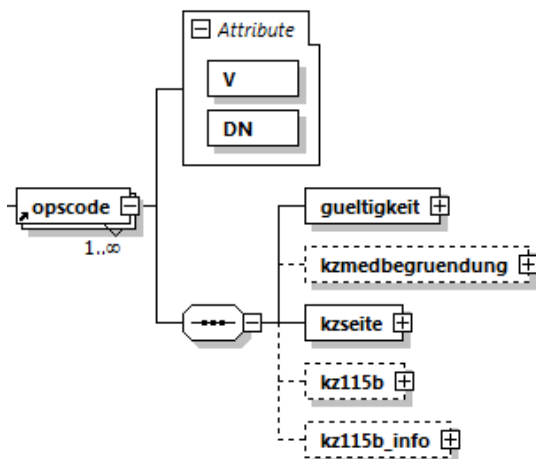 Attribute
V
DN
opscode
1..∞
gueltigkeit
kzmedbegruendung
kzseite
kz115b
kz115b_info